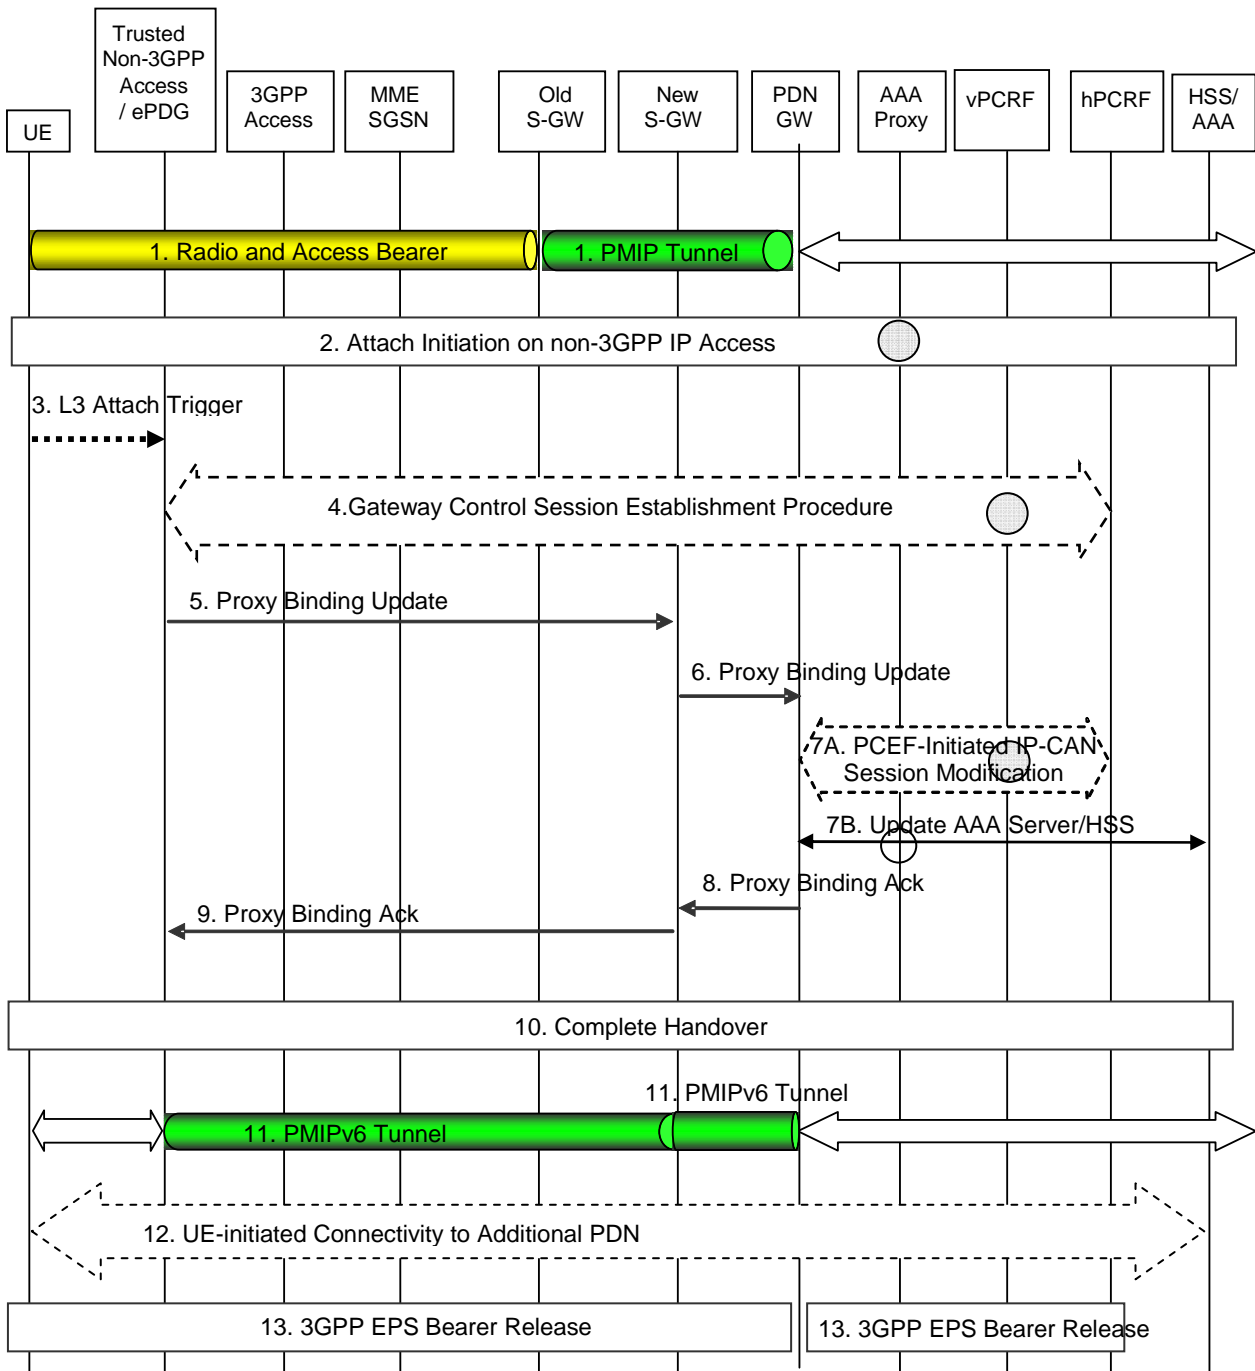 UE
Trusted
Non-3GPP
Access
/ ePDG
3GPP
Access
MME
SGSN
Old
S-GW
New
S-GW
PDN
GW
AAA
Proxy
vPCRF
hPCRF
HSS/
AAA
1. Radio and Access Bearer
1. PMIP Tunnel
2. Attach Initiation on non-3GPP IP Access
3. L3 Attach Trigger
4.Gateway Control Session Establishment Procedure
5. Proxy Binding Update
6. Proxy Binding Update
7A. PCEF-Initiated IP-CAN
Session Modification
7B. Update AAA Server/HSS
8. Proxy Binding Ack
9. Proxy Binding Ack
10. Complete Handover
11. PMIPv6 Tunnel
11. PMIPv6 Tunnel
12. UE-initiated Connectivity to Additional PDN
13. 3GPP EPS Bearer Release
13. 3GPP EPS Bearer Release